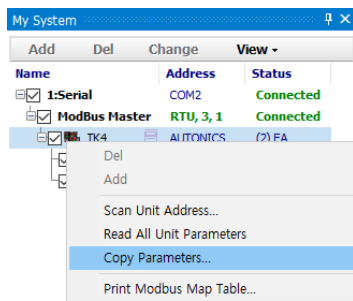 My System
Add Del Change View
Name Address Status
1:Serial COM2 Connected
ModBus Master RTU, 3, 1 Connected
TK4 AUTONICS (2) EA
Del
Add
Scan Unit Address...
Read All Unit Parameters
Copy Parameters...
Print Modbus Map Table...